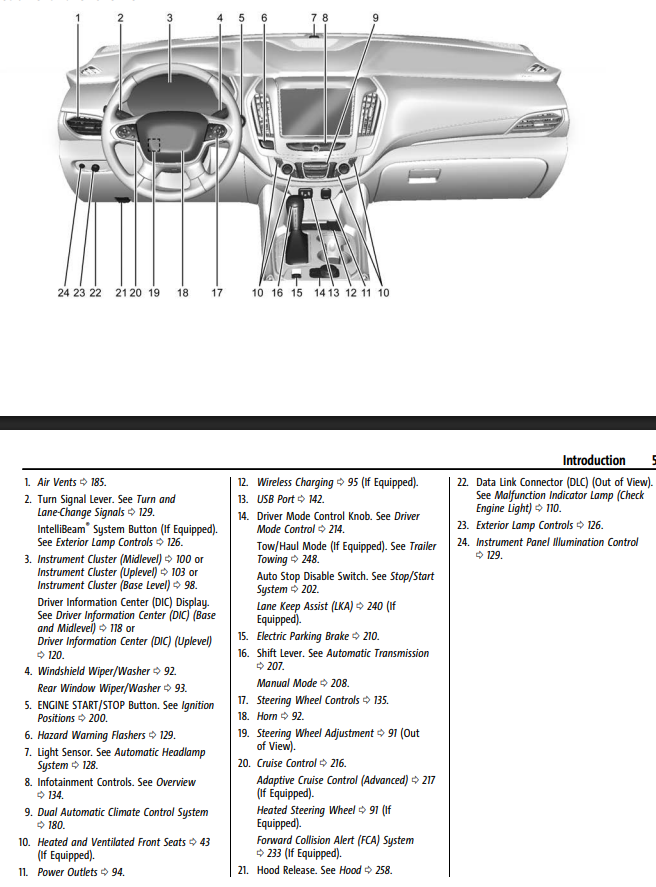 1 2 3 4 5 6 7 8 9
24 23 22 21 20 19 18 17 10 16 15 14 13 12 11 10
Introduction 5
1. Air Vents ➪ 185.
2. Turn Signal Lever. See Turn and
Lane-Change Signals ➪ 129.
IntelliBeam® System Button (If Equipped).
See Exterior Lamp Controls ➪ 126.
3. Instrument Cluster (Midlevel) ➪ 100 or
Instrument Cluster (Uplevel) ➪ 103 or
Instrument Cluster (Base Level) ➪ 98.
Driver Information Center (DIC) Display.
See Driver Information Center (DIC) (Base
and Midlevel) ➪ 118 or
Driver Information Center (DIC) (Uplevel)
➪ 120.
4. Windshield Wiper/Washer ➪ 92.
Rear Window Wiper/Washer ➪ 93.
5. ENGINE START/STOP Button. See Ignition
Positions ➪ 200.
6. Hazard Warning Flashers ➪ 129.
7. Light Sensor. See Automatic Headlamp
System ➪ 128.
8. Infotainment Controls. See Overview
➪ 134.
9. Dual Automatic Climate Control System
➪ 180.
10. Heated and Ventilated Front Seats ➪ 43
(If Equipped).
11. Power Outlets ➪ 94.
12. Wireless Charging ➪ 95 (If Equipped).
13. USB Port ➪ 142.
14. Driver Mode Control Knob. See Driver
Mode Control ➪ 214.
Tow/Haul Mode (If Equipped). See Trailer
Towing ➪ 248.
Auto Stop Disable Switch. See Stop/Start
System ➪ 202.
Lane Keep Assist (LKA) ➪ 240 (If
Equipped).
15. Electric Parking Brake ➪ 210.
16. Shift Lever. See Automatic Transmission
➪ 207.
Manual Mode ➪ 208.
17. Steering Wheel Controls ➪ 135.
18. Horn ➪ 92.
19. Steering Wheel Adjustment ➪ 91 (Out
of View).
20. Cruise Control ➪ 216.
Adaptive Cruise Control (Advanced) ➪ 217
(If Equipped).
Heated Steering Wheel ➪ 91 (If
Equipped).
Forward Collision Alert (FCA) System
➪ 233 (If Equipped).
21. Hood Release. See Hood ➪ 258.
22. Data Link Connector (DLC) (Out of View).
See Malfunction Indicator Lamp (Check
Engine Light) ➪ 110.
23. Exterior Lamp Controls ➪ 126.
24. Instrument Panel Illumination Control
➪ 129.